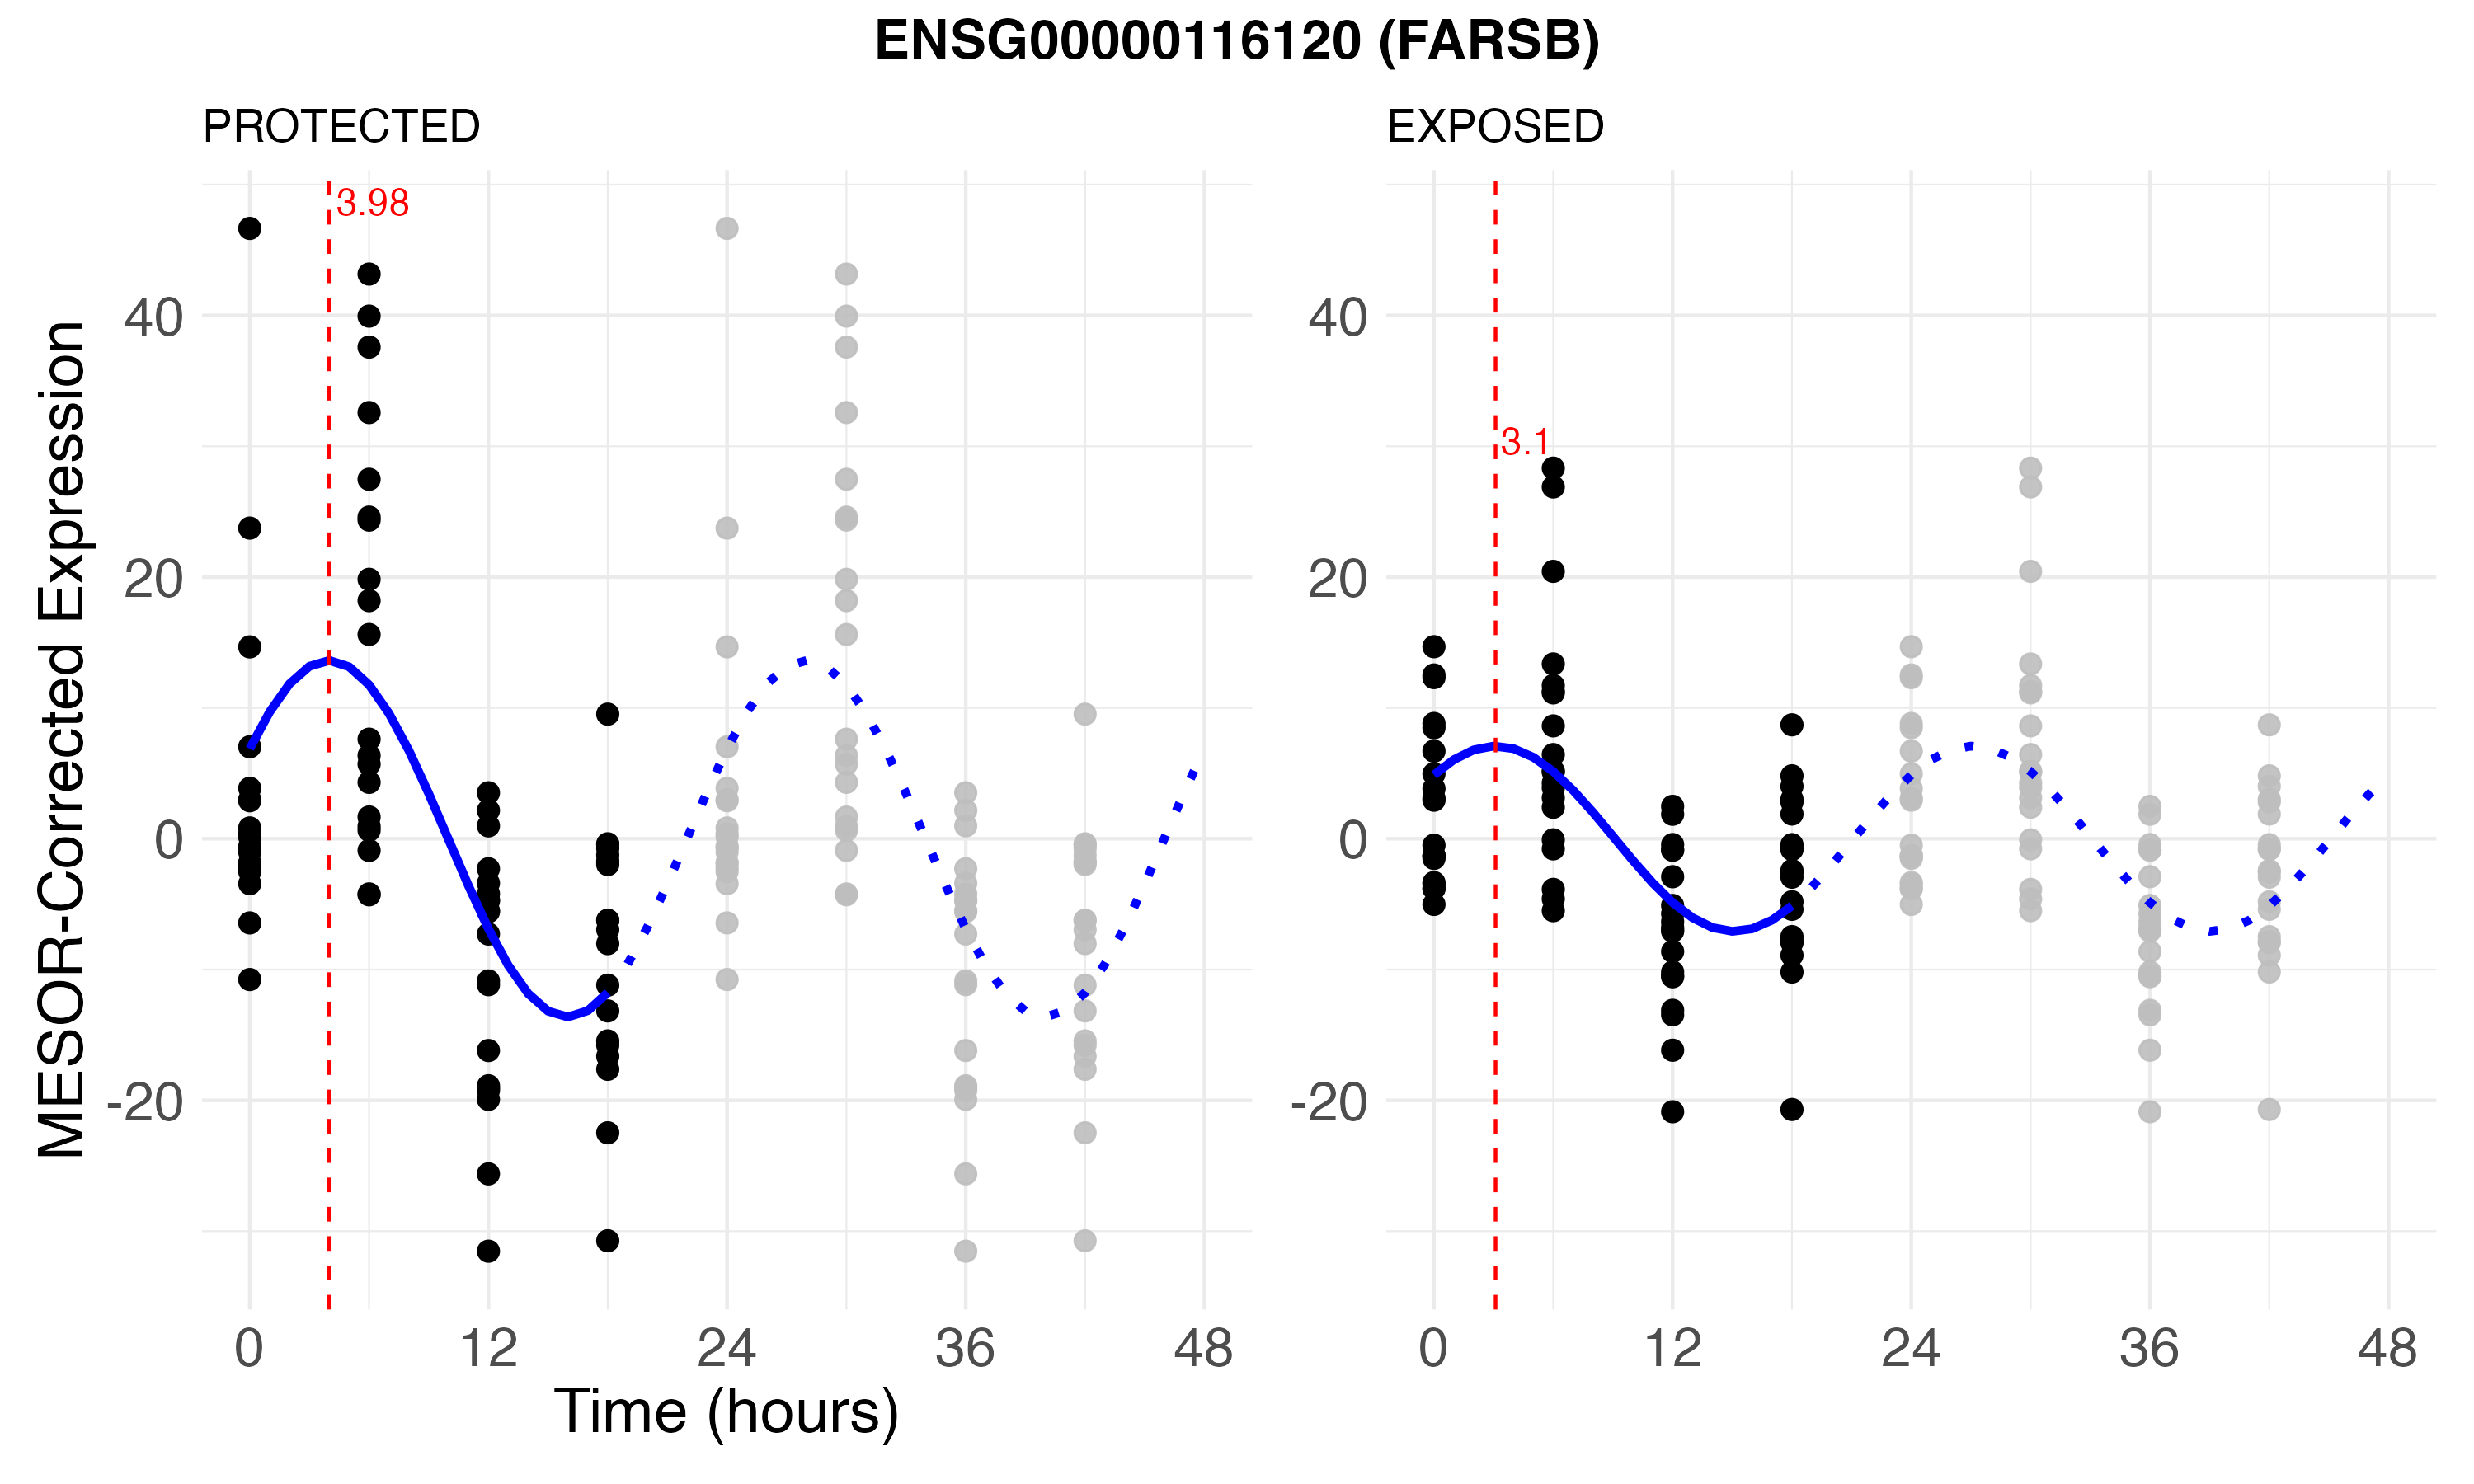 ENSG00000116120 (FARSB)
PROTECTED
EXPOSED
MESOR-Corrected Expression
3.98
40
20
0
-20
0 12 24 36 48
3.1
40
20
0
-20
0 12 24 36 48
Time (hours)